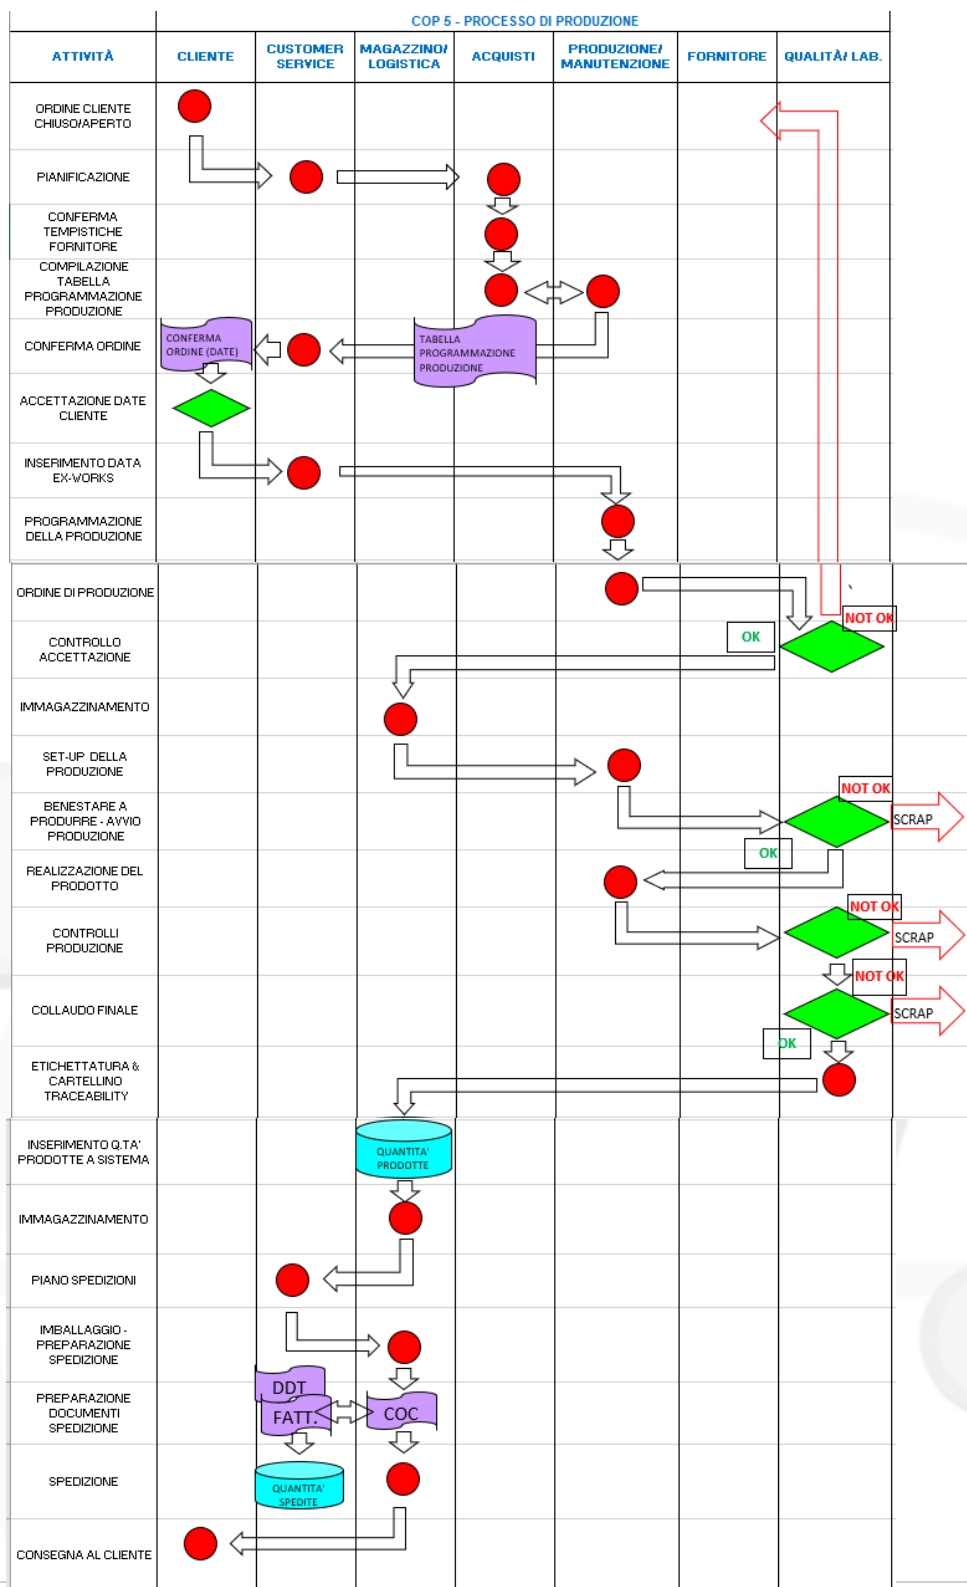 COP 5 - PROCESSO DI PRODUZIONE
ATTIVITÀ
CLIENTE
CUSTOMER
SERVICE
MAGAZZINO/
LOGISTICA
ACQUISTI
PRODUZIONE/
MANUTENZIONE
FORNITORE
QUALITÀ/ LAB.
ORDINE CLIENTE
CHIUSO/APERTO
PIANIFICAZIONE
CONFERMA
TEMPISTICHE
FORNITORE
COMPILAZIONE
TABELLA
PROGRAMMAZIONE
PRODUZIONE
CONFERMA ORDINE
CONFERMA
ORDINE (DATE)
TABELLA
PROGRAMMAZIONE
PRODUZIONE
ACCETTAZIONE DATE
CLIENTE
INSERIMENTO DATA
EX-WORKS
PROGRAMMAZIONE
DELLA PRODUZIONE
ORDINE DI PRODUZIONE
NOT OK
CONTROLLO
ACCETTAZIONE
OK
IMMAGAZZINAMENTO
SET-UP DELLA
PRODUZIONE
NOT OK
BENESTARE A
PRODURRE - AVVIO
PRODUZIONE
SCRAP
OK
REALIZZAZIONE DEL
PRODOTTO
NOT OK
CONTROLLI
PRODUZIONE
SCRAP
NOT OK
COLLAUDO FINALE
SCRAP
OK
ETICHETTATURA &
CARTELLINO
TRACEABILITY
INSERIMENTO Q.TA'
PRODOTTE A SISTEMA
QUANTITA'
PRODOTTE
IMMAGAZZINAMENTO
PIANO SPEDIZIONI
IMBALLAGGIO -
PREPARAZIONE
SPEDIZIONE
PREPARAZIONE
DOCUMENTI
SPEDIZIONE
DDT
FATT.
COC
SPEDIZIONE
QUANTITA'
SPEDITE
CONSEGNA AL CLIENTE